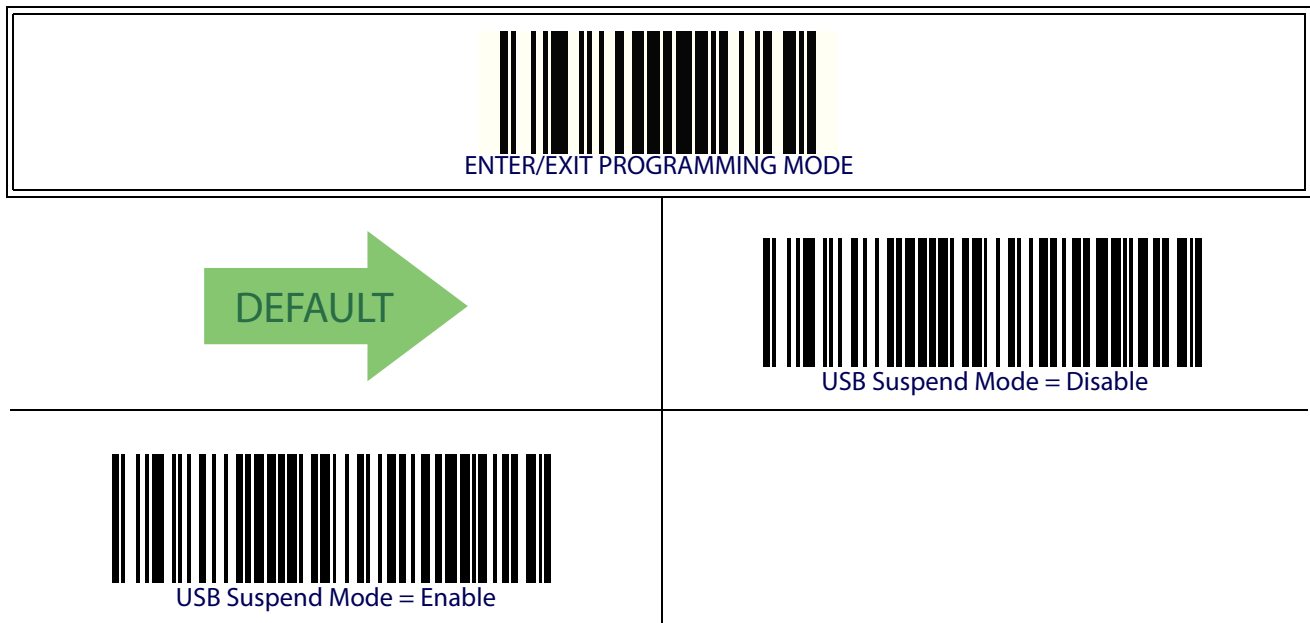 ENTER/EXIT PROGRAMMING MODE
DEFAULT
USB Suspend Mode = Disable
USB Suspend Mode = Enable